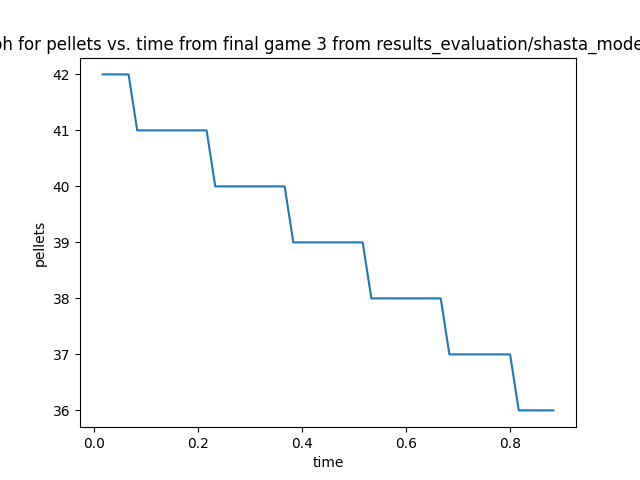 for pellets vs. time from final game 3 from results_evaluation/shasta_mode
42
41
40
39
38
37
36
pellets
0.0 0.2 0.4 0.6 0.8
time